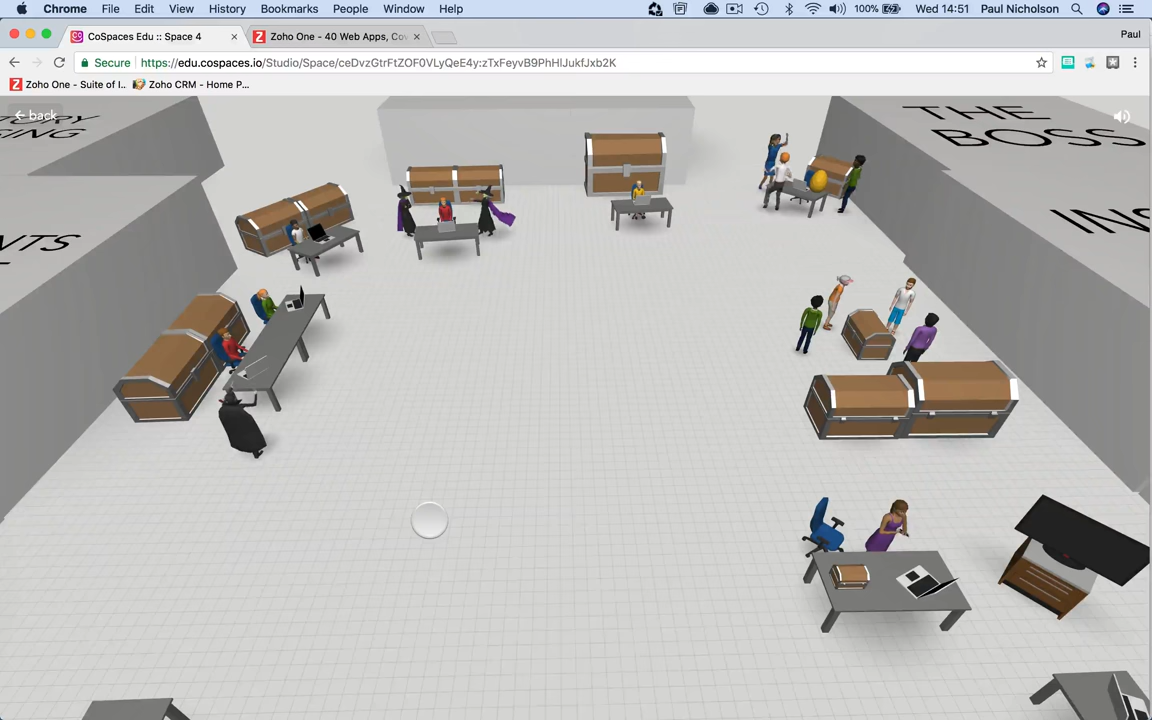 Chrome File Edit View History Bookmarks People Window Help 100% Wed 14:51 Paul Nicholson
CoSpaces Edu :: Space 4 Zoho One - 40 Web Apps, Co Paul
Secure https://edu.cospaces.io/Studio/Space/ceDvzGtrFtZOF0VLyQeE4y:zTxFeyvB9PhHlJukfJxb2K
Zoho One - Suite of I... Zoho CRM - Home P...
← back
THE
BOSS